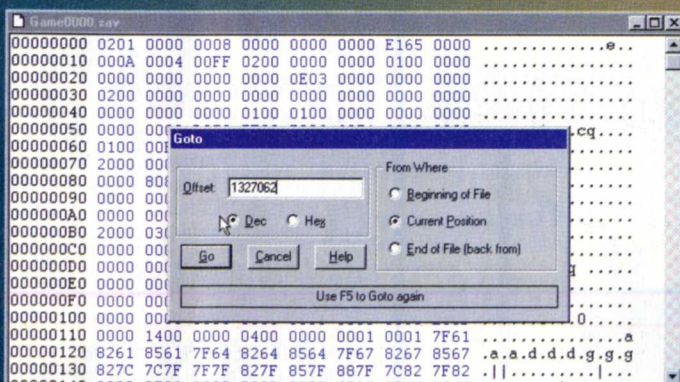 Game0000.sav
00000000 0201 0000 0008 0000 0000 0000 E165 0000 .............e..
00000010 000A 0004 00FF 0200 0000 0000 0100 0000 ................
00000020 0000 0000 0000 0000 0E03 0000 0000 0000 ................
00000030 0200 0000 0000 0000 0000 0000 0000 0000
00000040 0000 0000 0000 0100 0100 0000 0000 0000
00000050 0000 .cq....
00000060 0100
00000070 2000
00000080 0000
00000090 0000
000000A0 0000
000000B0 2000
000000C0 0000
000000D0 0000
000000E0 0000
000000F0 0000
00000100 0000
00000110 0000 1400 0000 0400 0000 0001 0001 7F61 ...............a
00000120 8261 8561 7F64 8264 8564 7F67 8267 8567 .a.a.d.d.d.g.g.g
00000130 827C 7C7F 7F7F 827F 857F 887F 7C82 7F82 .||.........|...
Goto
Offset: 1327062
Dec Hex
Go Cancel Help
From Where
Beginning of File
Current Position
End of File (back from)
Use F5 to Goto again